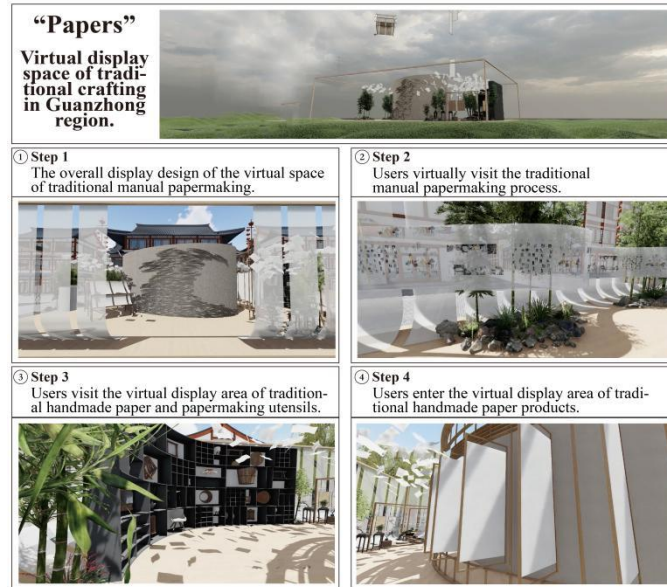 “Papers”
Virtual display
space of tradi-
tional crafting
in Guanzhong
region.
① Step 1
The overall display design of the virtual space
of traditional manual papermaking.
② Step 2
Users virtually visit the traditional
manual papermaking process.
③ Step 3
Users visit the virtual display area of tradition-
al handmade paper and papermaking utensils.
④ Step 4
Users enter the virtual display area of tradi-
tional handmade paper products.